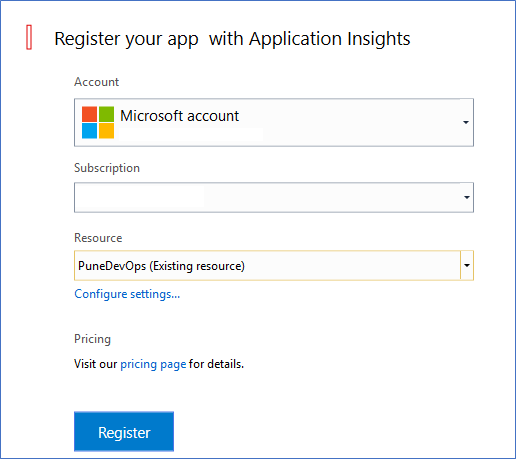 Register your app with Application Insights
Account
Microsoft account
Subscription
Resource
PuneDevOps (Existing resource)
Configure settings...
Pricing
Visit our pricing page for details.
Register